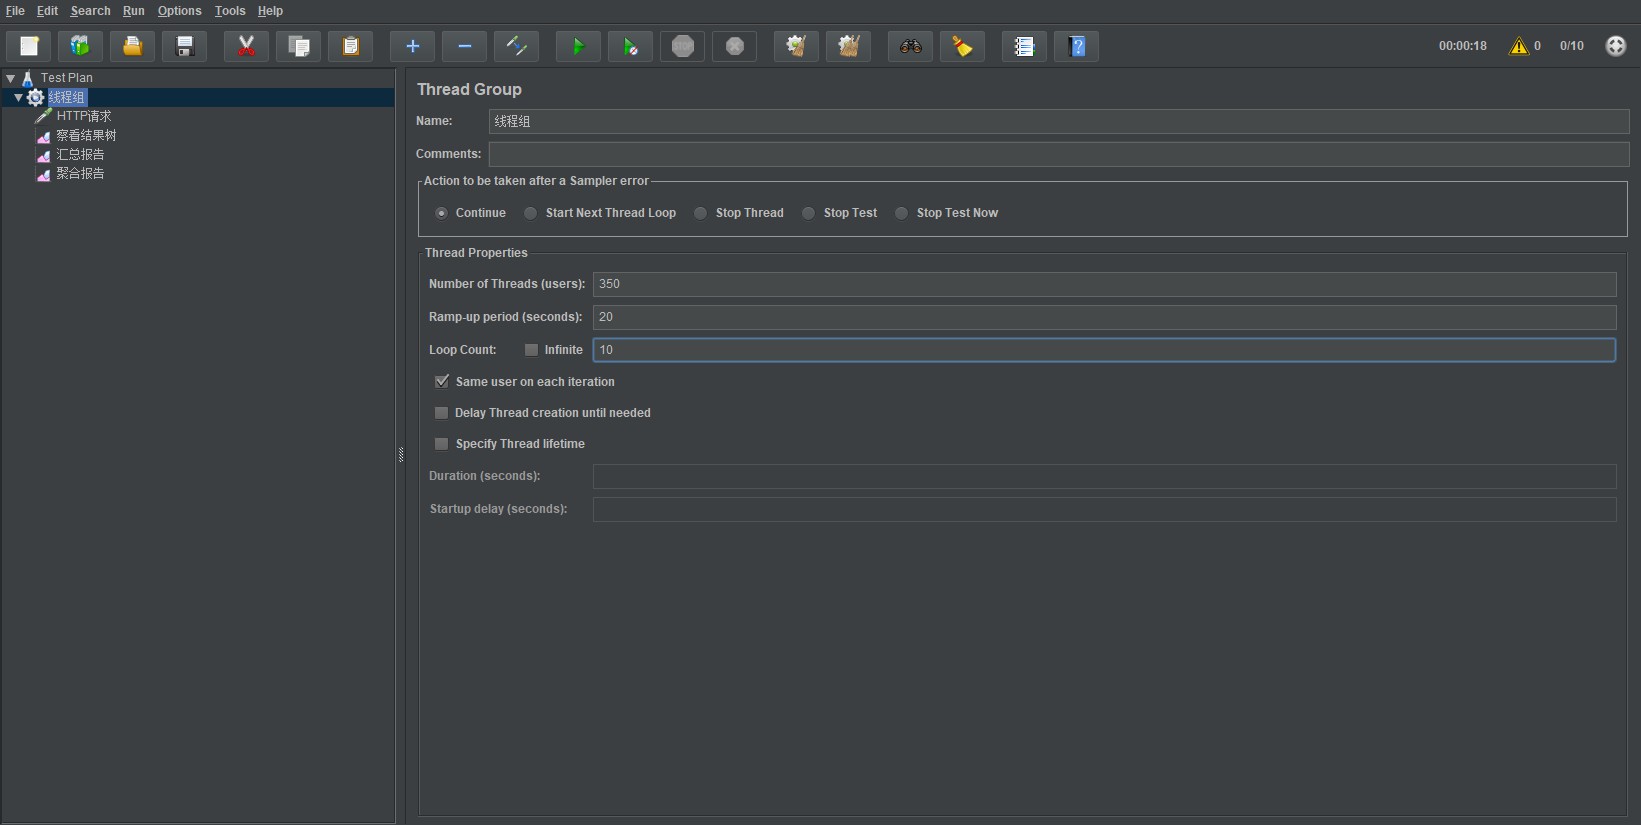 File Edit Search Run Options Tools Help
00:00:18 0 0/10
Test Plan
线程组
HTTP请求
察看结果树
汇总报告
聚合报告
Thread Group
Name: 线程组
Comments:
Action to be taken after a Sampler error
Continue Start Next Thread Loop Stop Thread Stop Test Stop Test Now
Thread Properties
Number of Threads (users): 350
Ramp-up period (seconds): 20
Loop Count: Infinite 10
Same user on each iteration
Delay Thread creation until needed
Specify Thread lifetime
Duration (seconds):
Startup delay (seconds):